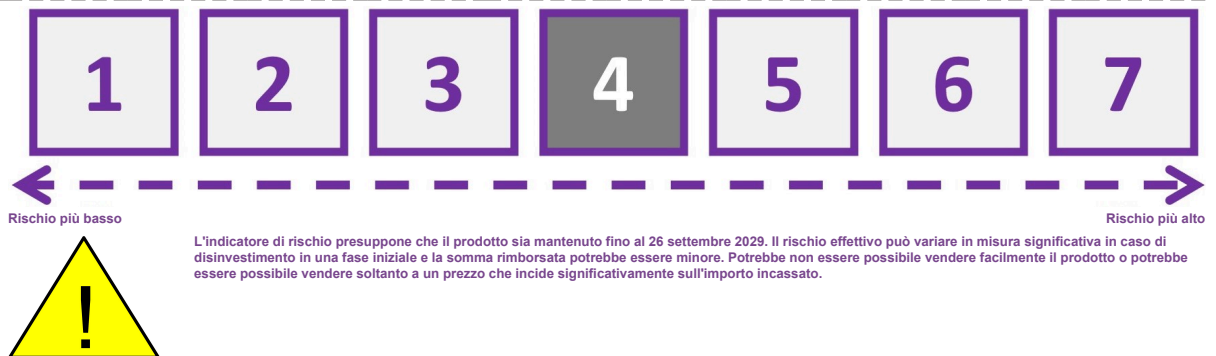 1 2 3 4 5 6 7
Rischio più basso Rischio più alto
L'indicatore di rischio presuppone che il prodotto sia mantenuto fino al 26 settembre 2029. Il rischio effettivo può variare in misura significativa in caso di
disinvestimento in una fase iniziale e la somma rimborsata potrebbe essere minore. Potrebbe non essere possibile vendere facilmente il prodotto o potrebbe
essere possibile vendere soltanto a un prezzo che incide significativamente sull'importo incassato.
!